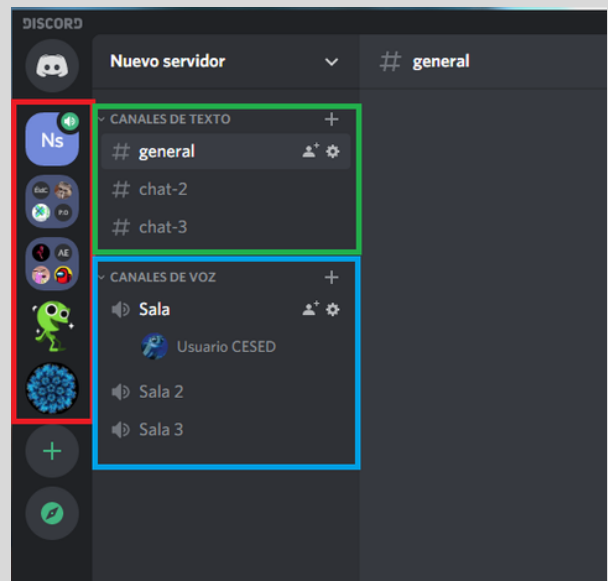 DISCORD
Nuevo servidor
# general
Ns
CANALES DE TEXTO
# general
# chat-2
# chat-3
P.O
AE
CANALES DE VOZ
Sala
Usuario CESED
Sala 2
Sala 3